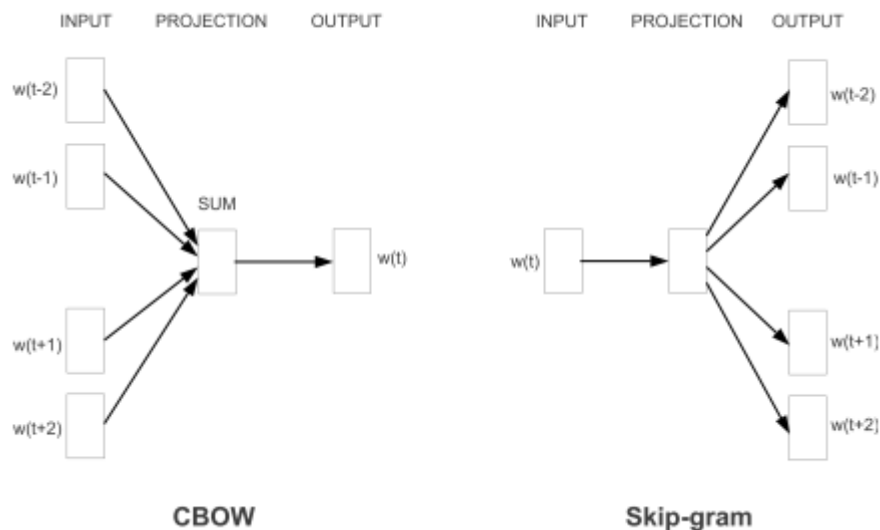 INPUT PROJECTION OUTPUT
w(t-2)
w(t-1)
SUM
w(t)
w(t+1)
w(t+2)
CBOW
INPUT PROJECTION OUTPUT
w(t-2)
w(t-1)
w(t)
w(t+1)
w(t+2)
Skip-gram